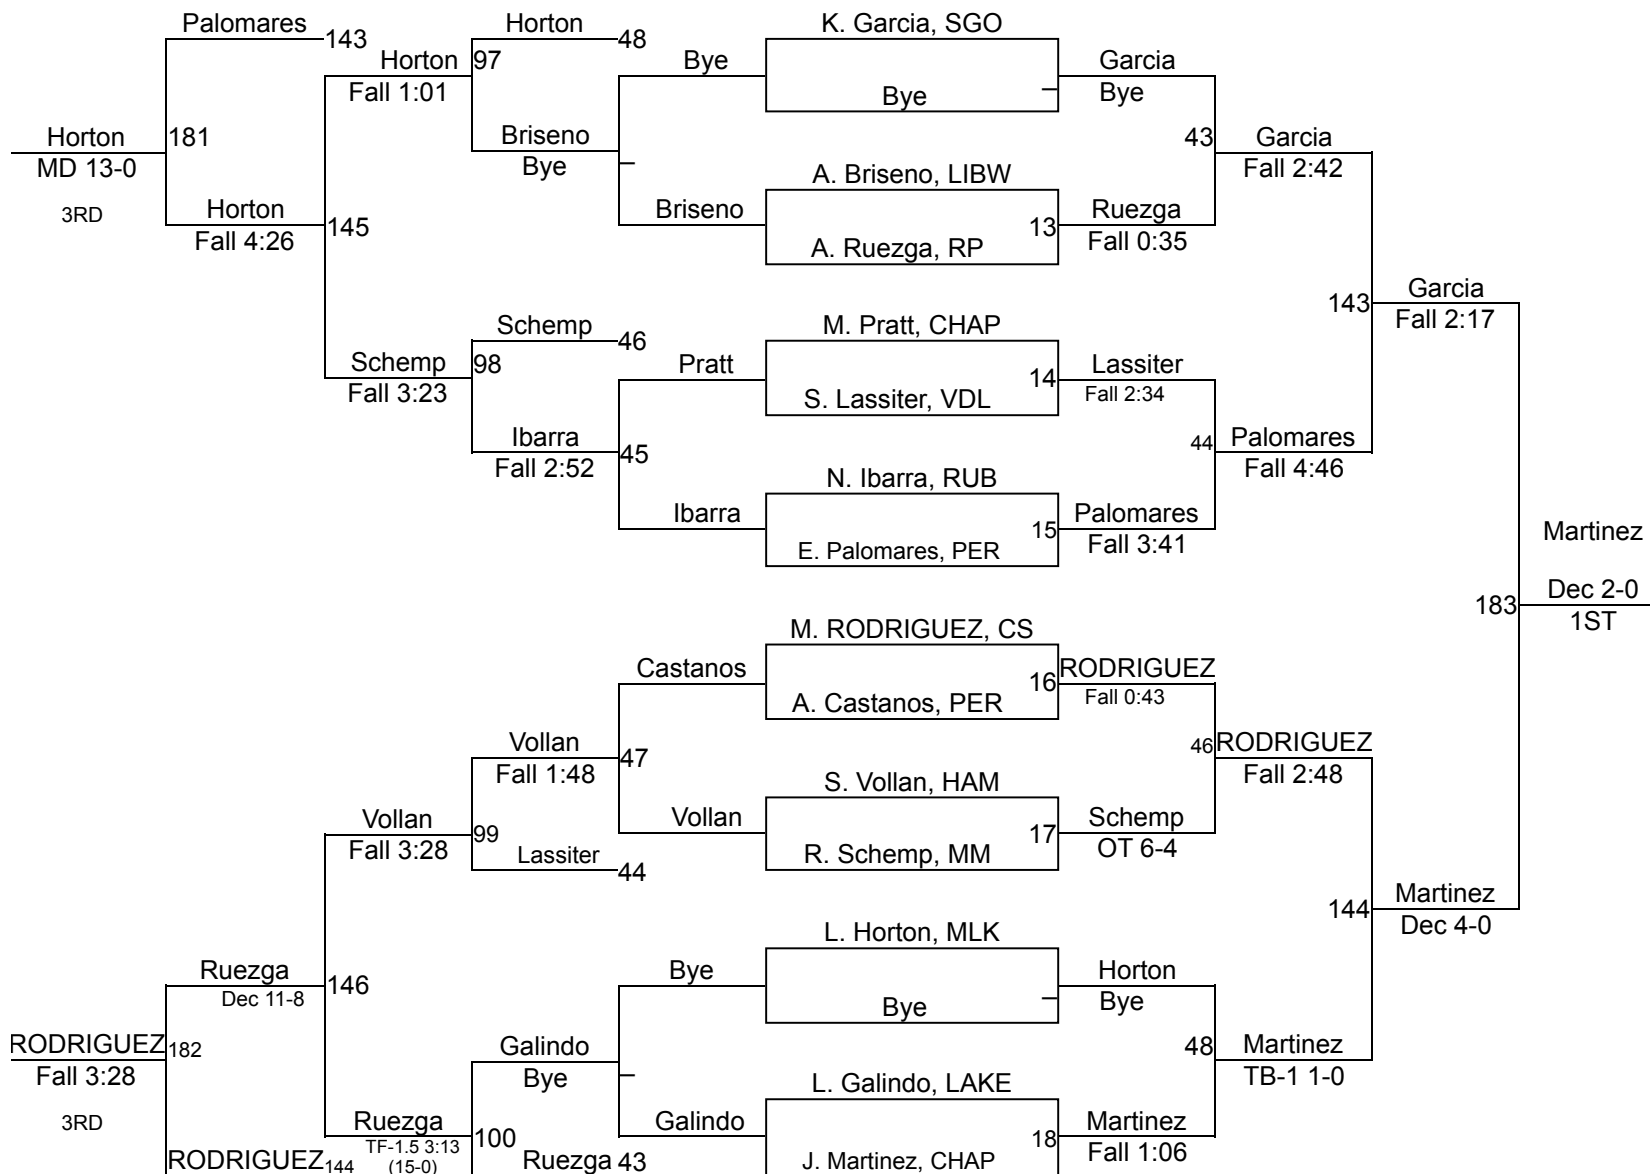 Palomares
143
Horton
48
K. Garcia, SGO
Horton
97
Fall 1:01
Bye
Bye
Garcia
Bye
Horton
181
MD 13-0
3RD
Briseno
Bye
43
Garcia
Fall 2:42
A. Briseno, LIBW
Horton
Fall 4:26
145
Briseno
13
A. Ruezga, RP
Ruezga
Fall 0:35
143
Garcia
Fall 2:17
Schemp
46
M. Pratt, CHAP
Schemp
98
Fall 3:23
Pratt
14
S. Lassiter, VDL
Lassiter
Fall 2:34
Ibarra
Fall 2:52
45
44
Palomares
Fall 4:46
N. Ibarra, RUB
Ibarra
15
E. Palomares, PER
Palomares
Fall 3:41
Martinez
183
Dec 2-0
1ST
M. RODRIGUEZ, CS
Castanos
16
A. Castanos, PER
RODRIGUEZ
Fall 0:43
Vollan
Fall 1:48
47
46
RODRIGUEZ
Fall 2:48
S. Vollan, HAM
Vollan
99
Fall 3:28
Vollan
17
R. Schemp, MM
Schemp
OT 6-4
Lassiter
44
144
Martinez
Dec 4-0
L. Horton, MLK
Ruezga
Dec 11-8
146
Bye
Bye
Horton
Bye
RODRIGUEZ
182
Fall 3:28
3RD
Galindo
Bye
48
Martinez
TB-1 1-0
L. Galindo, LAKE
Ruezga
TF-1.5 3:13
(15-0)
100
Galindo
18
J. Martinez, CHAP
Martinez
Fall 1:06
RODRIGUEZ
144
Ruezga
43